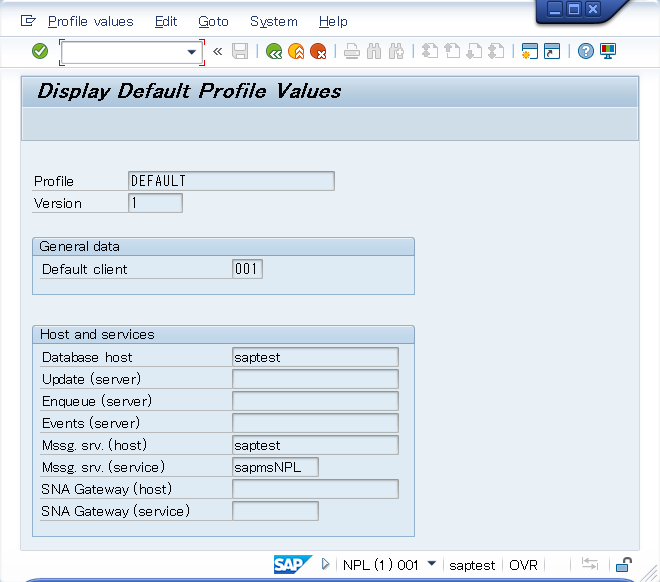 Profile values Edit Goto System Help
Display Default Profile Values
Profile DEFAULT
Version 1
General data
Default client 001
Host and services
Database host saptest
Update (server)
Enqueue (server)
Events (server)
Mssg. srv. (host) saptest
Mssg. srv. (service) sapmsNPL
SNA Gateway (host)
SNA Gateway (service)
SAP NPL (1) 001 saptest OVR